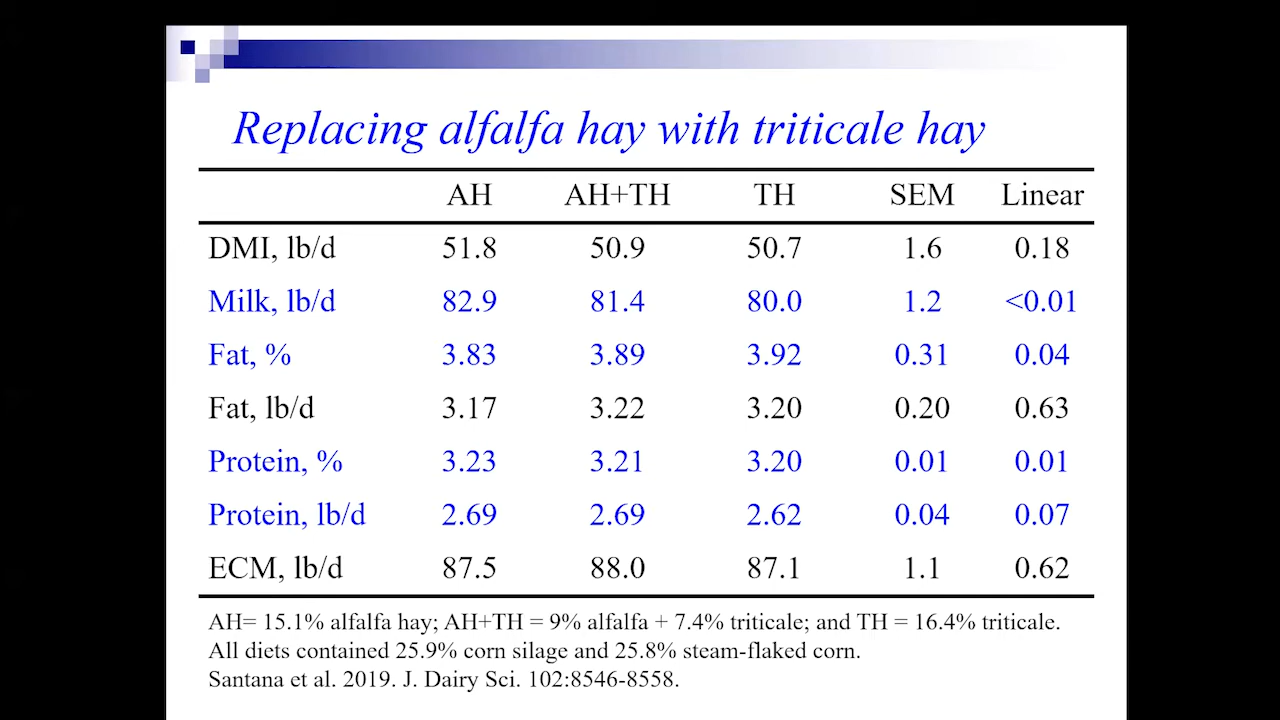 Replacing alfalfa hay with triticale hay
AH AH+TH TH SEM Linear
DMI, lb/d 51.8 50.9 50.7 1.6 0.18
Milk, lb/d 82.9 81.4 80.0 1.2 <0.01
Fat, % 3.83 3.89 3.92 0.31 0.04
Fat, lb/d 3.17 3.22 3.20 0.20 0.63
Protein, % 3.23 3.21 3.20 0.01 0.01
Protein, lb/d 2.69 2.69 2.62 0.04 0.07
ECM, lb/d 87.5 88.0 87.1 1.1 0.62
AH= 15.1% alfalfa hay; AH+TH = 9% alfalfa + 7.4% triticale; and TH = 16.4% triticale.
All diets contained 25.9% corn silage and 25.8% steam-flaked corn.
Santana et al. 2019. J. Dairy Sci. 102:8546-8558.